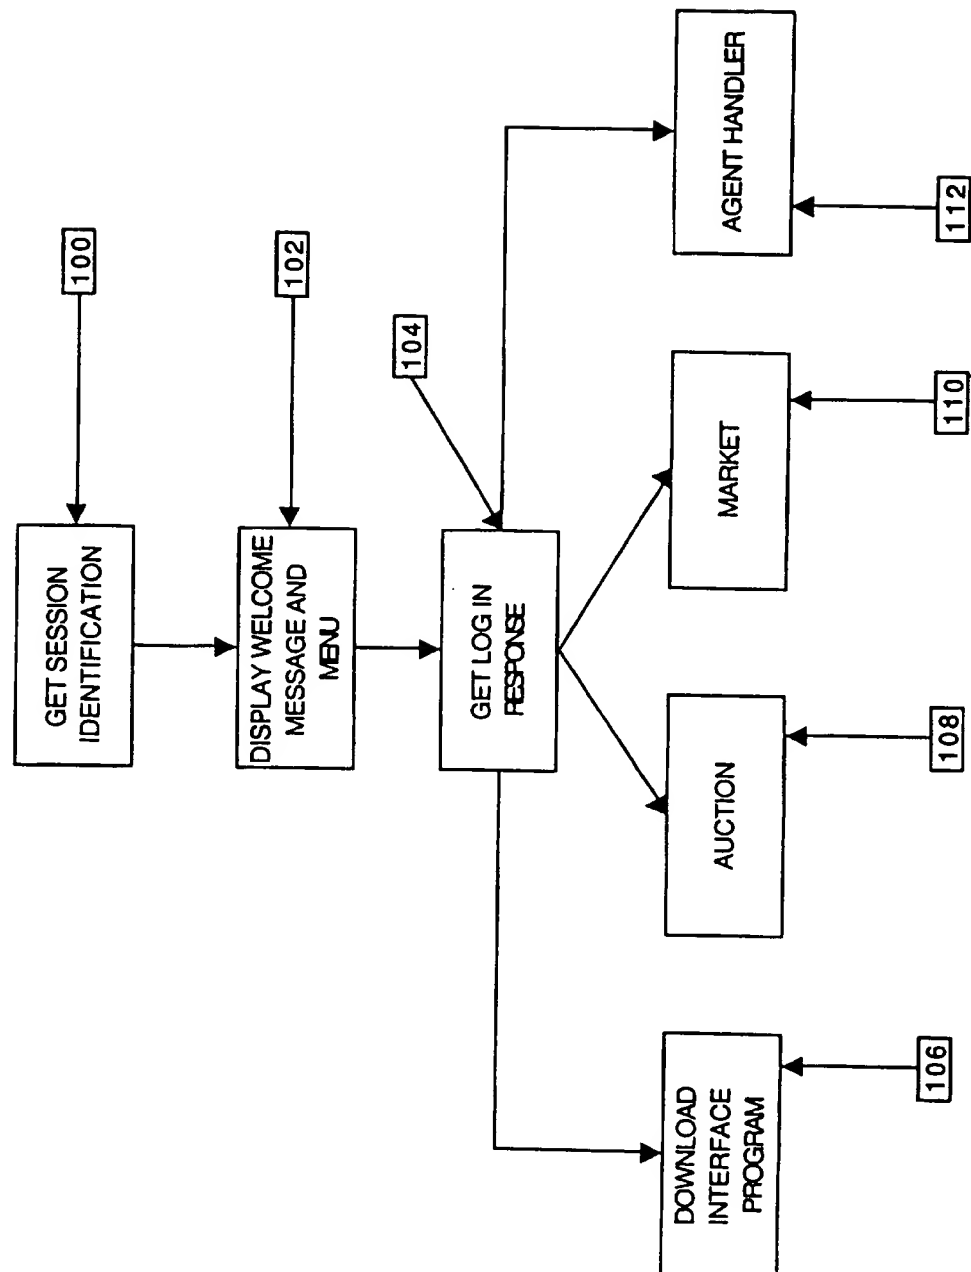 GET SESSION
IDENTIFICATION
100
DISPLAY WELCOME
MESSAGE AND
MENU
102
GET LOG IN
RESPONSE
104
DOWNLOAD
INTERFACE
PROGRAM
106
AUCTION
108
MARKET
110
AGENT HANDLER
112